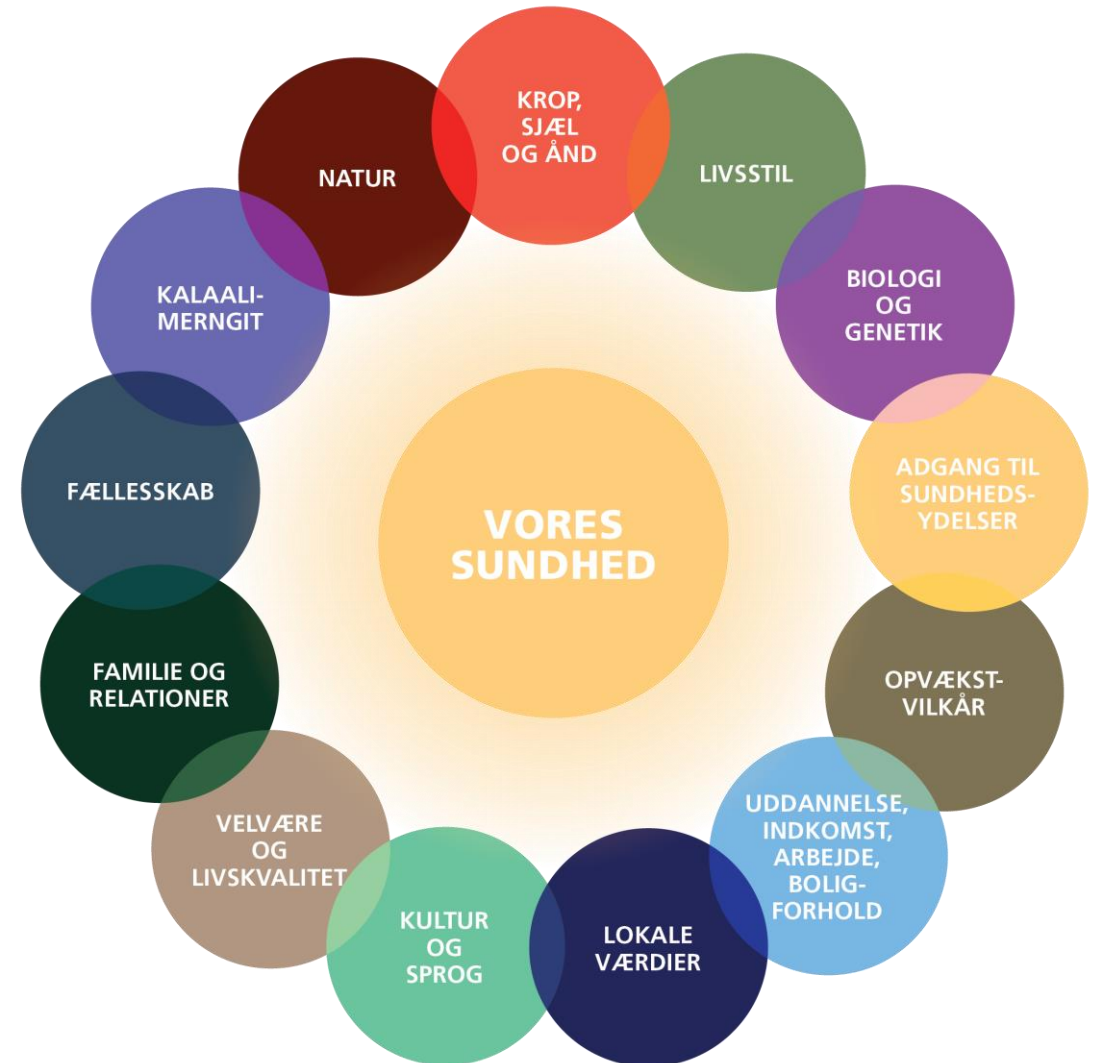 KROP,
SJÆL
OG ÅND
LIVSSTIL
BIOLOGI
OG
GENETIK
ADGANG TIL
SUNDHEDS-
YDELSER
OPVÆKST-
VILKÅR
UDDANNELSE,
INDKOMST,
ARBEJDE,
BOLIG-
FORHOLD
LOKALE
VÆRDIER
KULTUR
OG
SPROG
VELVÆRE
OG
LIVSKVALITET
FAMILIE OG
RELATIONER
FÆLLESSKAB
KALAALI-
MERNGIT
NATUR
VORES
SUNDHED